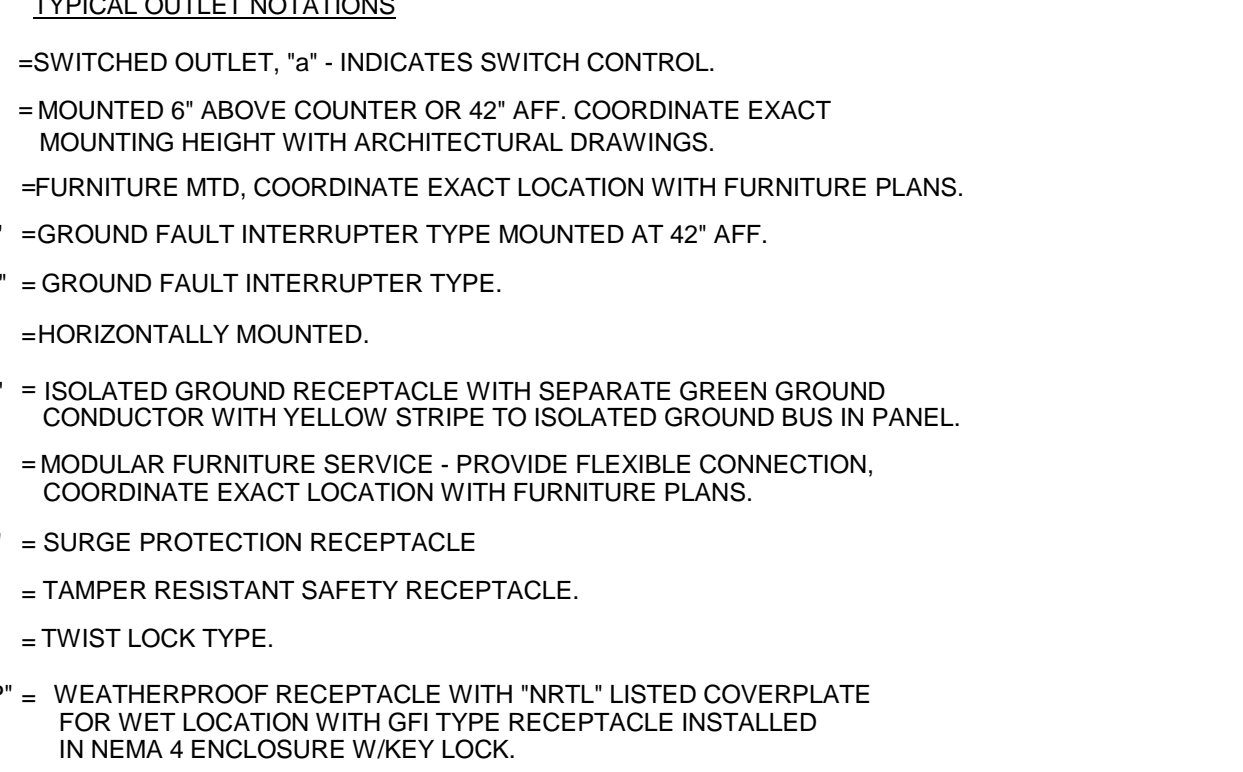 TYPICAL OUTLET NOTATIONS
=SWITCHED OUTLET, "a" - INDICATES SWITCH CONTROL.
= MOUNTED 6" ABOVE COUNTER OR 42" AFF. COORDINATE EXACT
MOUNTING HEIGHT WITH ARCHITECTURAL DRAWINGS.
=FURNITURE MTD, COORDINATE EXACT LOCATION WITH FURNITURE PLANS.
" =GROUND FAULT INTERRUPTER TYPE MOUNTED AT 42" AFF.
" = GROUND FAULT INTERRUPTER TYPE.
=HORIZONTALLY MOUNTED.
" = ISOLATED GROUND RECEPTACLE WITH SEPARATE GREEN GROUND
CONDUCTOR WITH YELLOW STRIPE TO ISOLATED GROUND BUS IN PANEL.
= MODULAR FURNITURE SERVICE - PROVIDE FLEXIBLE CONNECTION,
COORDINATE EXACT LOCATION WITH FURNITURE PLANS.
" = SURGE PROTECTION RECEPTACLE
= TAMPER RESISTANT SAFETY RECEPTACLE.
= TWIST LOCK TYPE.
P" = WEATHERPROOF RECEPTACLE WITH "NRTL" LISTED COVERPLATE
FOR WET LOCATION WITH GFI TYPE RECEPTACLE INSTALLED
IN NEMA 4 ENCLOSURE W/KEY LOCK.